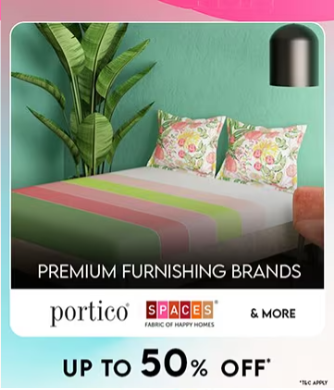 PREMIUM FURNISHING BRANDS
portico® SPACES® & MORE
FABRIC OF HAPPY HOMES
UP TO 50% OFF*
*T&C APPLY